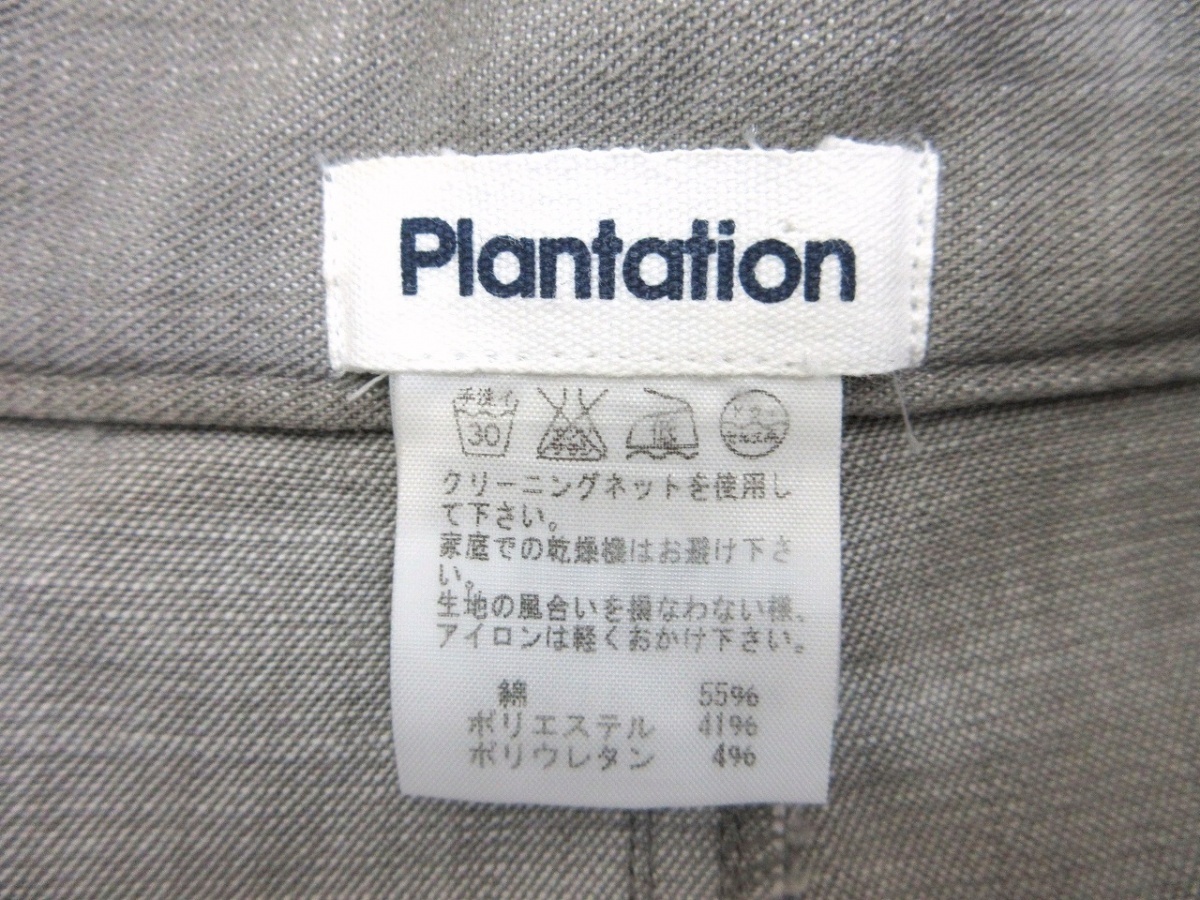 Plantation
手洗イ
30
クリーニングネットを使用し
て下さい。
家庭での乾燥機はお避け下さ
い。
生地の風合いを損なわない様、
アイロンは軽くおかけ下さい。
綿 55%
ポリエステル 41%
ポリウレタン 4%